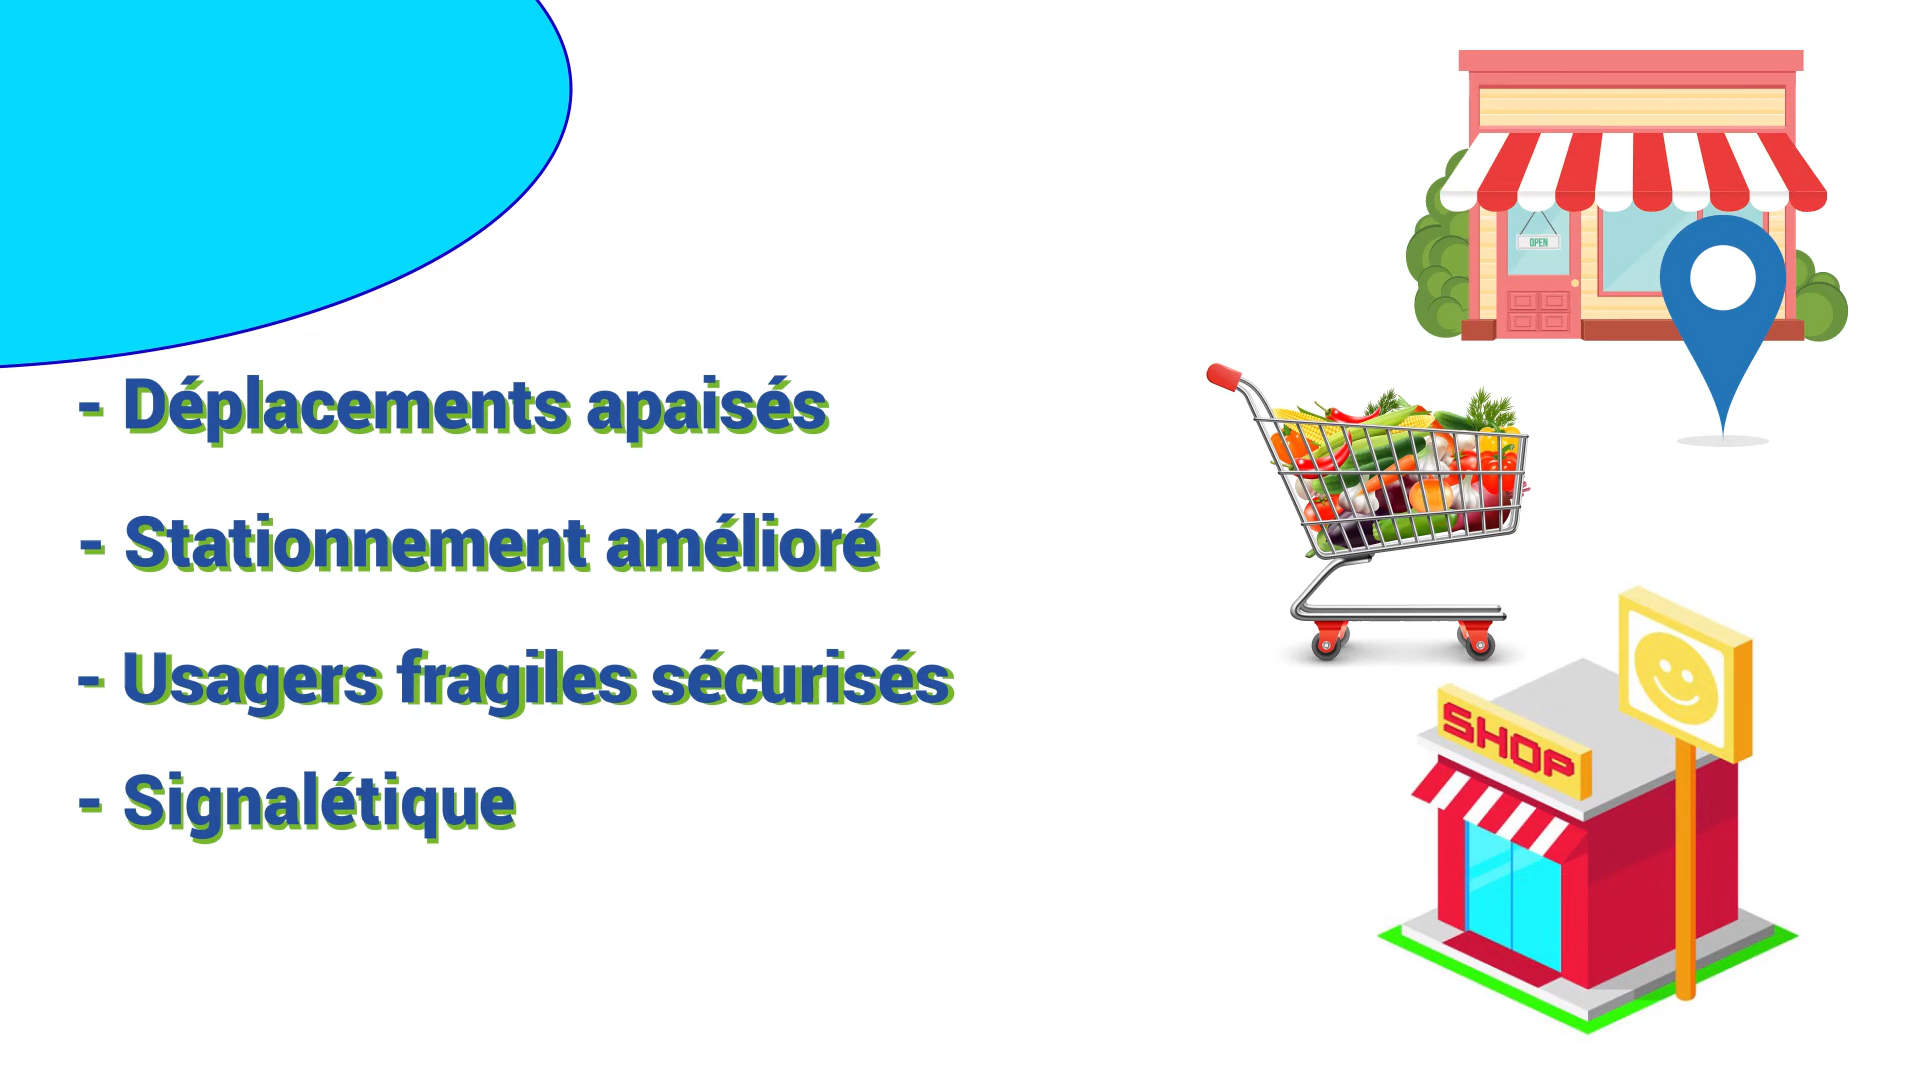 OPEN
- Déplacements apaisés
- Stationnement amélioré
- Usagers fragiles sécurisés
SHOP
- Signalétique